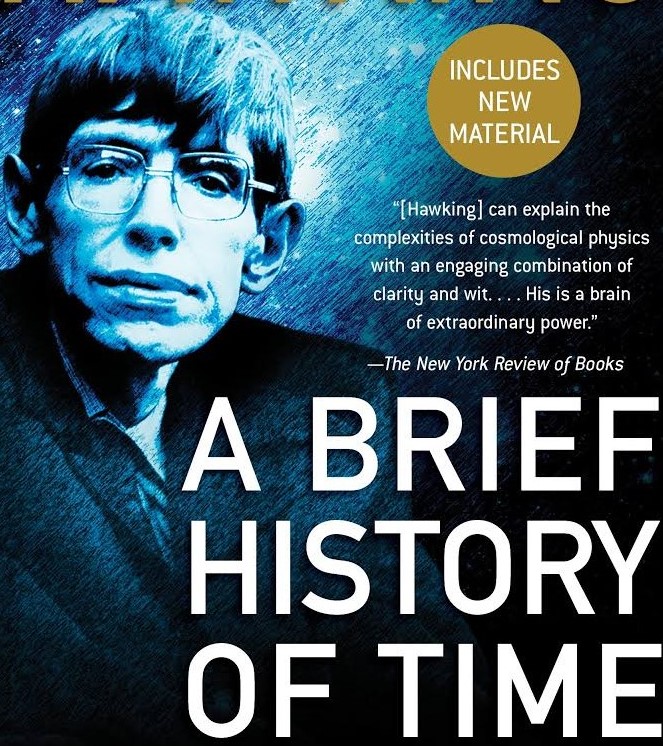 INCLUDES
NEW
MATERIAL
“[Hawking] can explain the
complexities of cosmological physics
with an engaging combination of
clarity and wit. . . . His is a brain
of extraordinary power.”
—The New York Review of Books
A BRIEF
HISTORY
OF TIME